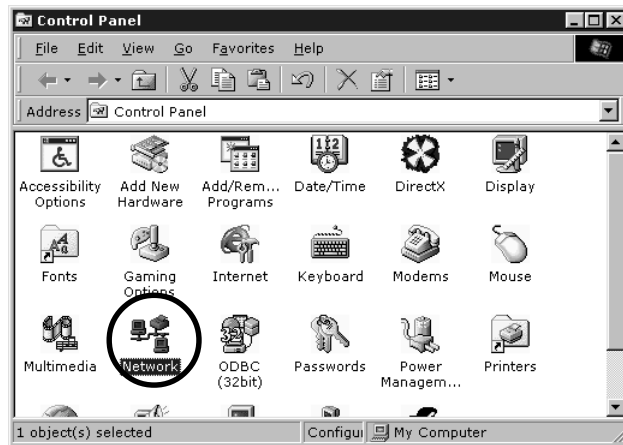 Control Panel
File Edit View Go Favorites Help
Address Control Panel
Accessibility Options
Add New Hardware
Add/Rem... Programs
Date/Time
DirectX
Display
Fonts
Gaming Options
Internet
Keyboard
Modems
Mouse
Multimedia
Network
ODBC (32bit)
Passwords
Power Managem...
Printers
1 object(s) selected
Configu
My Computer